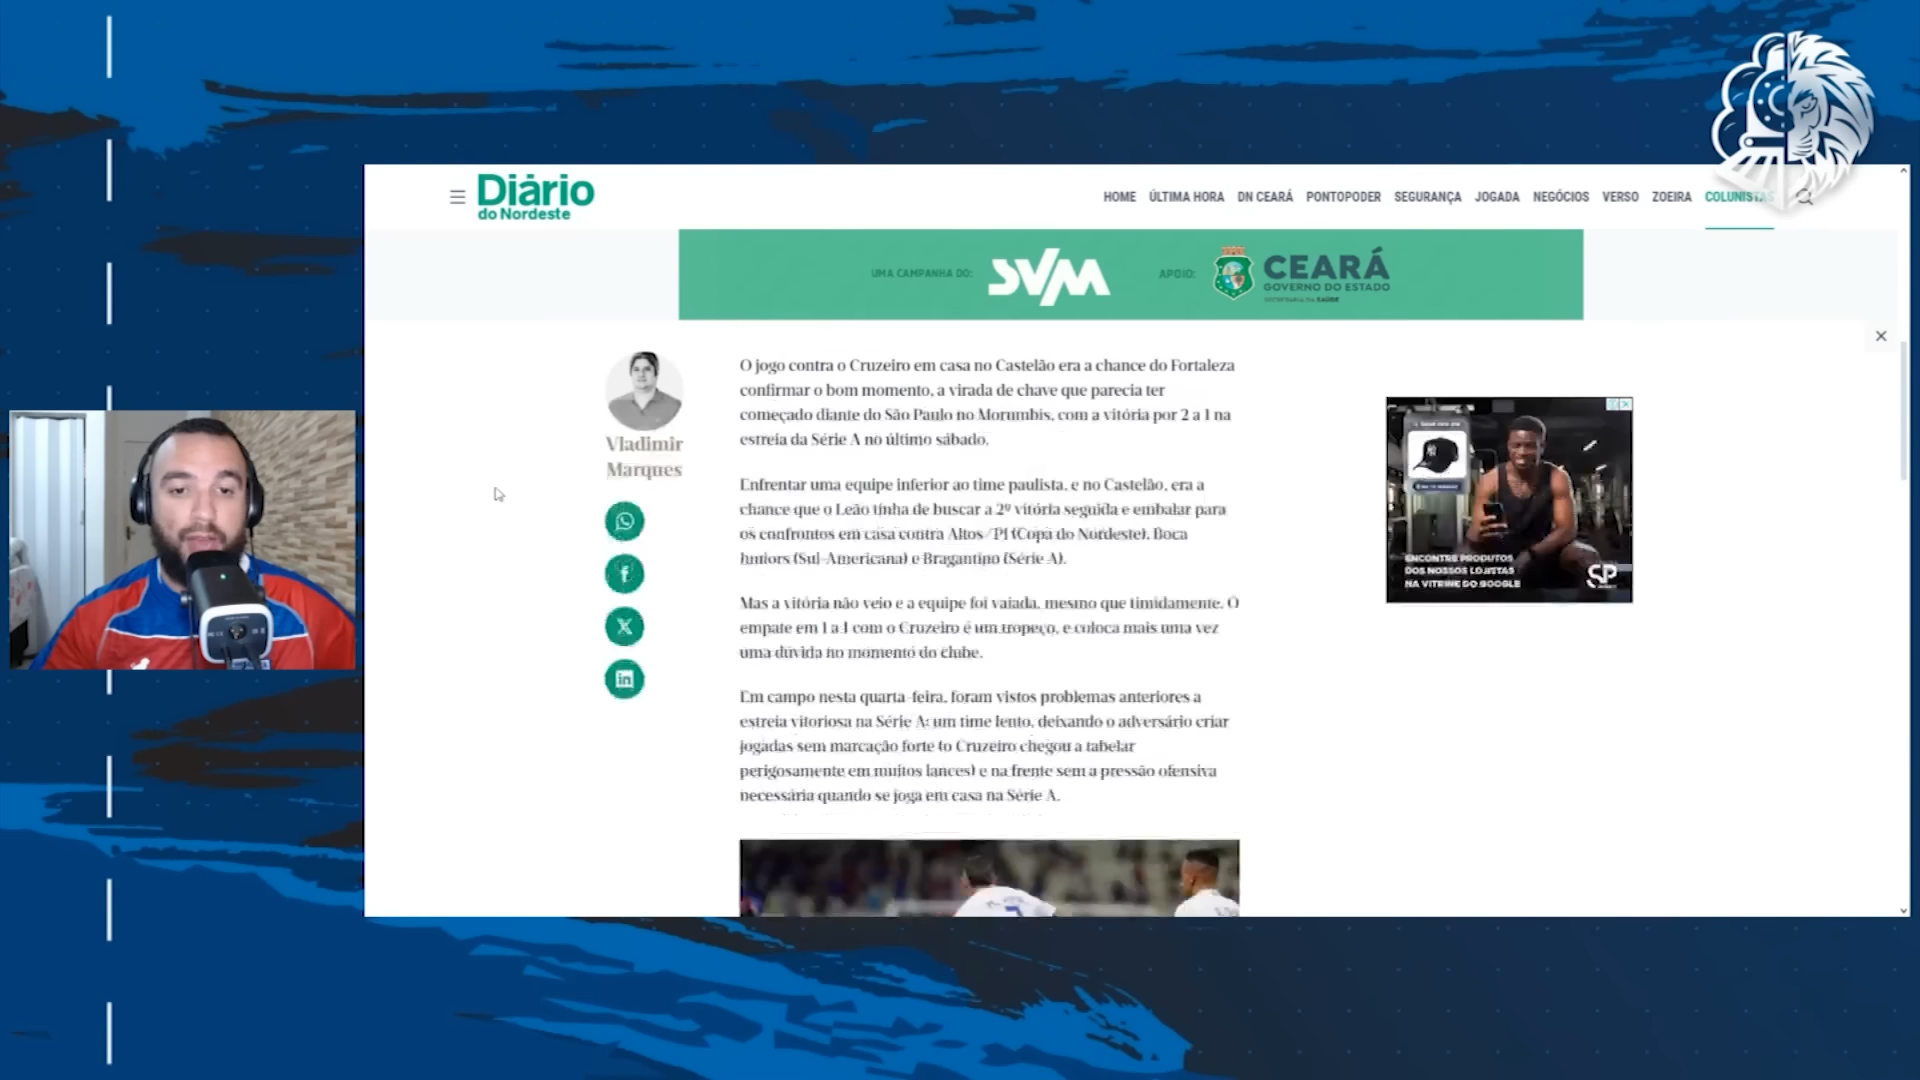 Diário
do Nordeste
HOME ÚLTIMA HORA DN CEARÁ PONTOPODER SEGURANÇA JOGADA NEGÓCIOS VERSO ZOEIRA COLUNISTAS
UMA CAMPANHA DO:
SVM
APOIO:
CEARÁ
GOVERNO DO ESTADO
SECRETARIA DA SAÚDE
Vladimir
Marques
O jogo contra o Cruzeiro em casa no Castelão era a chance do Fortaleza
confirmar o bom momento, a virada de chave que parecia ter
começado diante do São Paulo no Morumbis, com a vitória por 2 a 1 na
estreia da Série A no último sábado.
Enfrentar uma equipe inferior ao time paulista, e no Castelão, era a
chance que o Leão tinha de buscar a 2ª vitória seguida e embalar para
os confrontos em casa contra Altos/PI (Copa do Nordeste), Boca
Juniors (Sul-Americana) e Bragantino (Série A).
Mas a vitória não veio e a equipe foi vaiada, mesmo que timidamente. O
empate em 1 a 1 com o Cruzeiro é um tropeço, e coloca mais uma vez
uma dúvida no momento do clube.
Em campo nesta quarta-feira, foram vistos problemas anteriores a
estreia vitoriosa na Série A: um time lento, deixando o adversário criar
jogadas sem marcação forte (o Cruzeiro chegou a tabelar
perigosamente em muitos lances) e na frente sem a pressão ofensiva
necessária quando se joga em casa na Série A.
ENCONTRE PRODUTOS
DOS NOSSOS LOJISTAS
NA VITRINE DO GOOGLE
SP
7